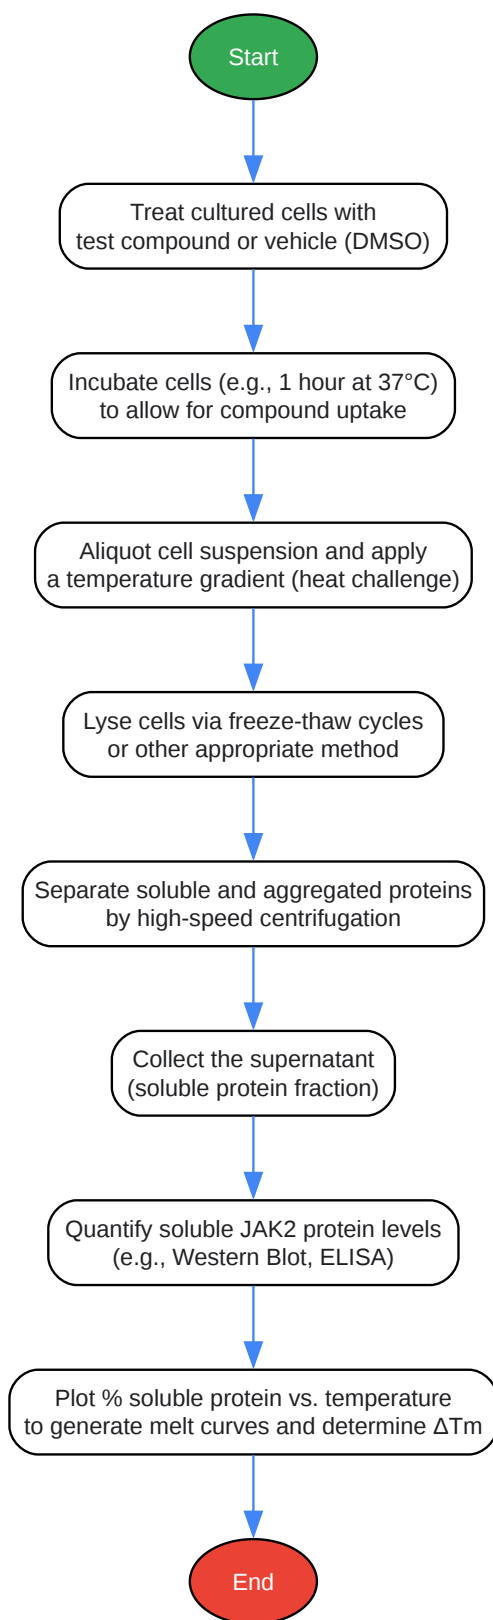 Start
Treat cultured cells with
test compound or vehicle (DMSO)
Incubate cells (e.g., 1 hour at 37°C)
to allow for compound uptake
Aliquot cell suspension and apply
a temperature gradient (heat challenge)
Lyse cells via freeze-thaw cycles
or other appropriate method
Separate soluble and aggregated proteins
by high-speed centrifugation
Collect the supernatant
(soluble protein fraction)
Quantify soluble JAK2 protein levels
(e.g., Western Blot, ELISA)
Plot % soluble protein vs. temperature
to generate melt curves and determine ΔTm
End